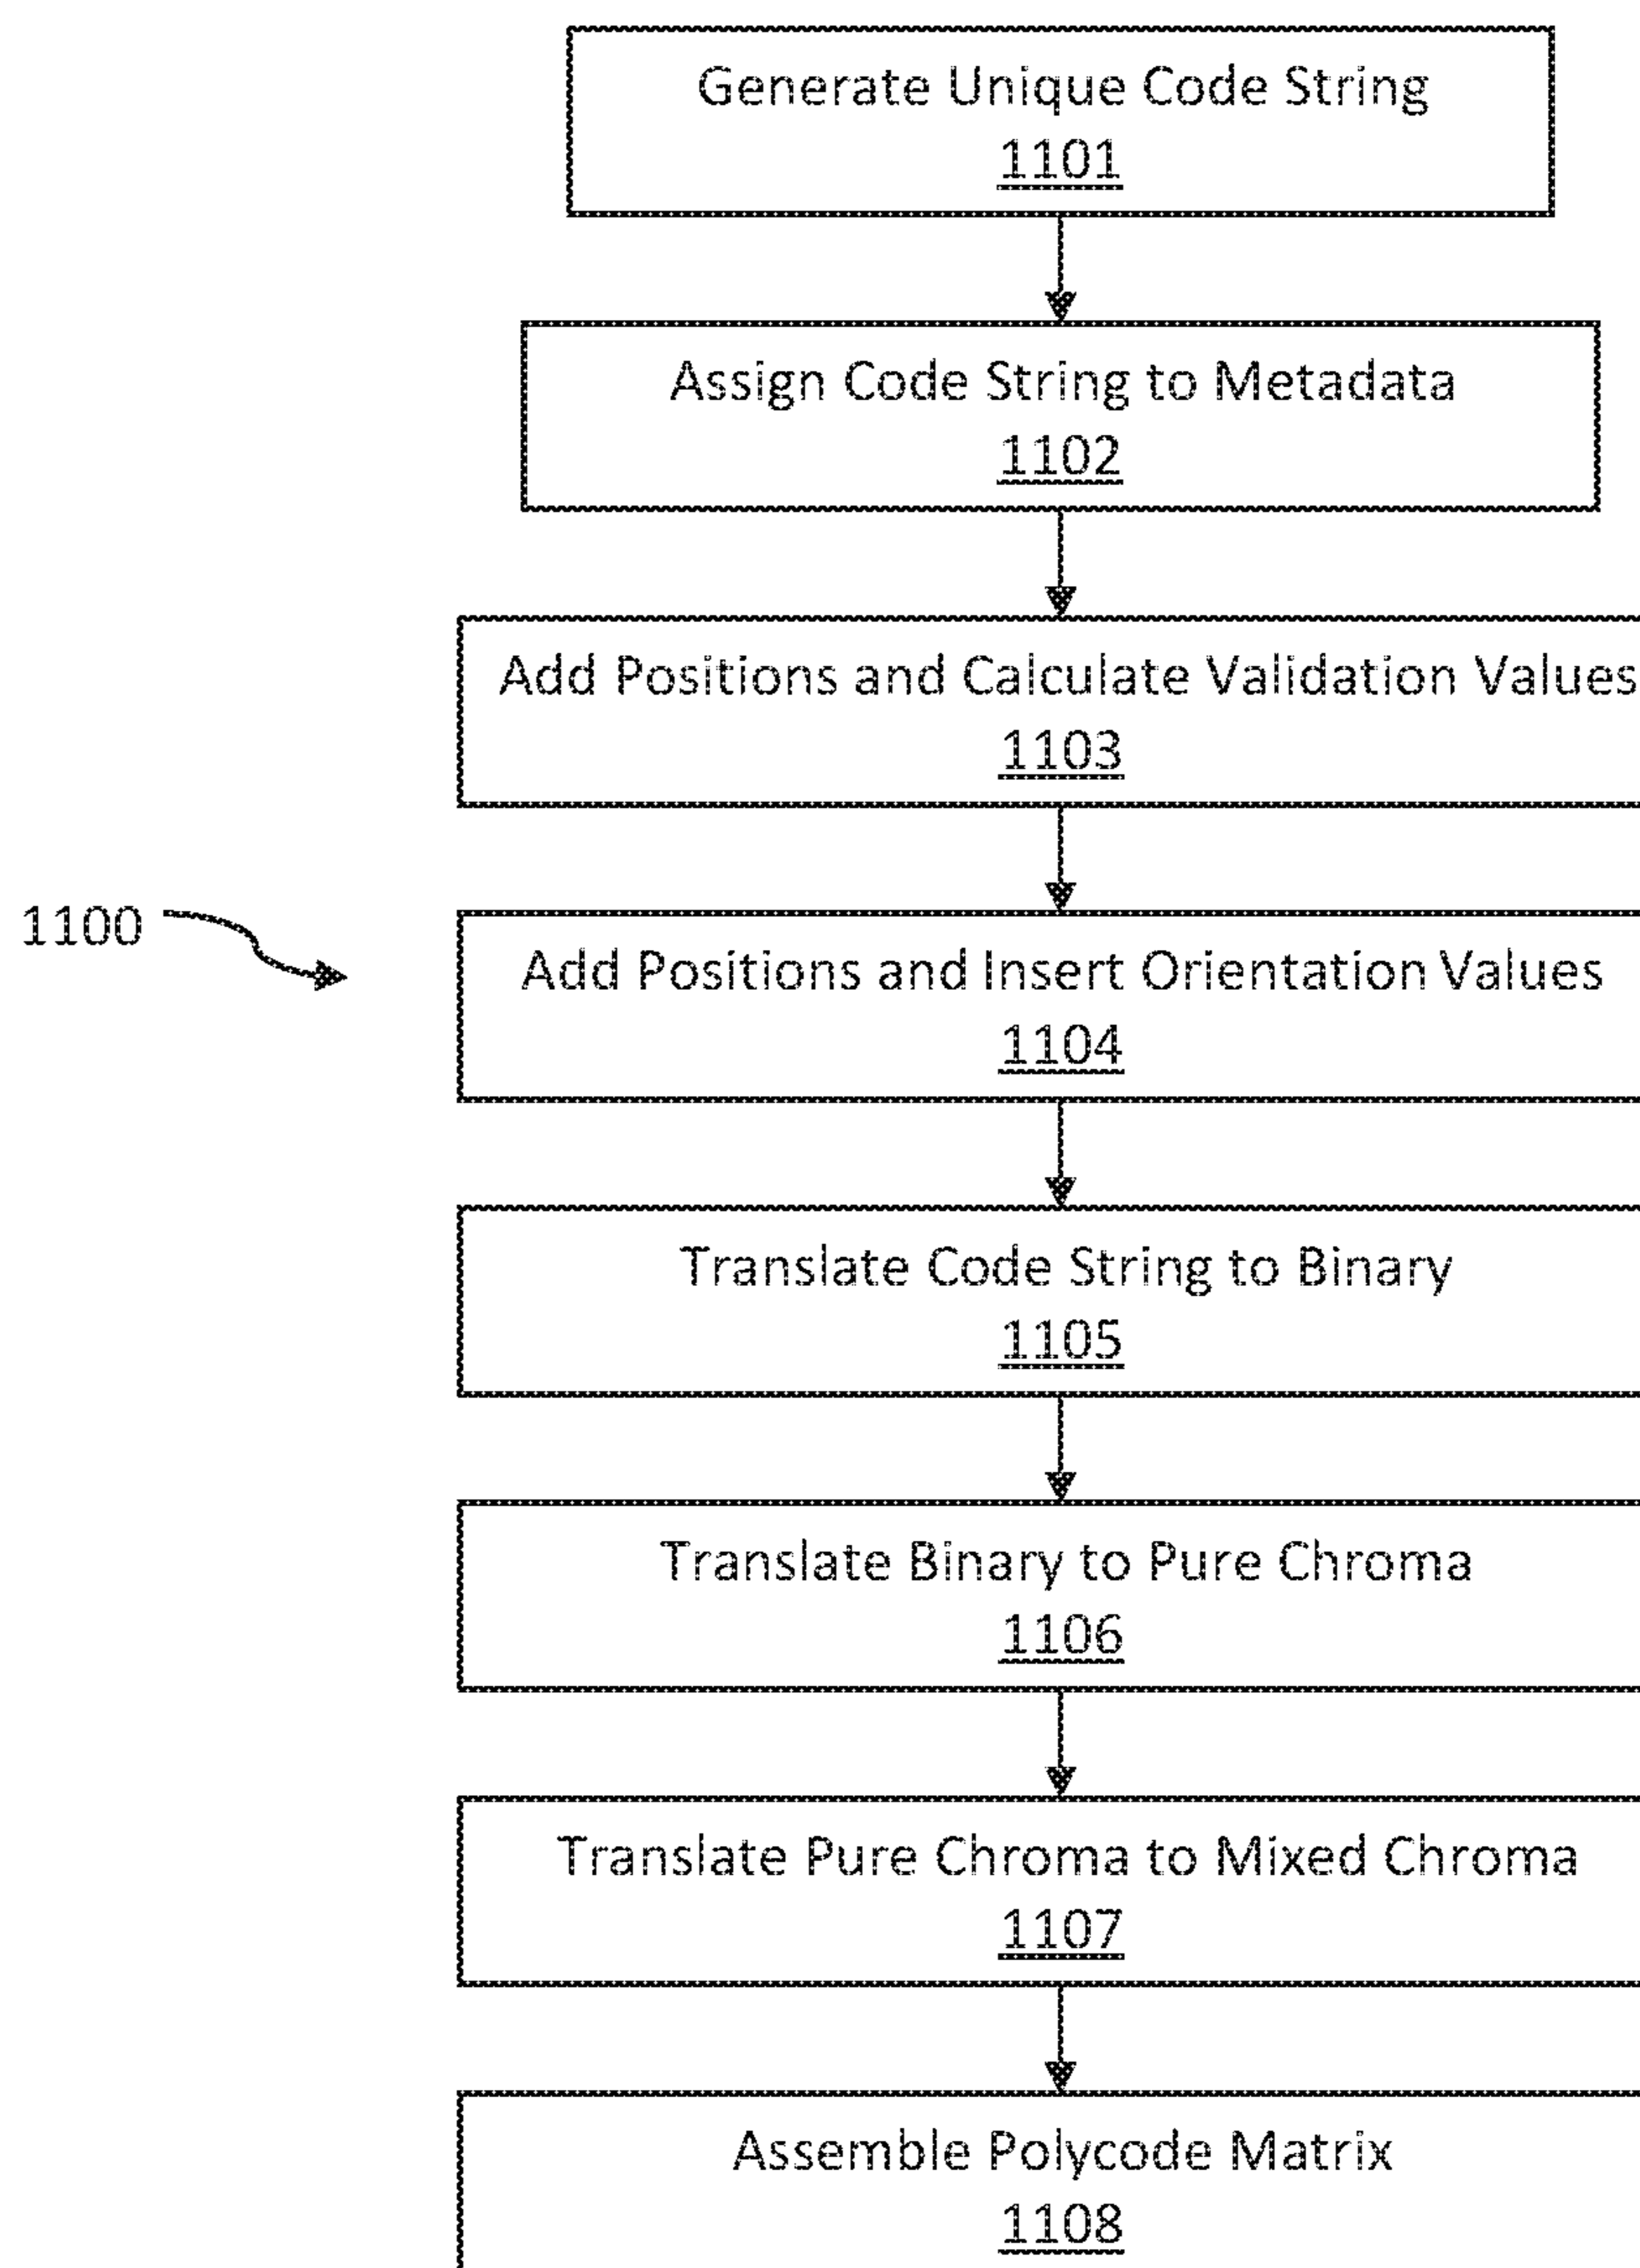 Generate Unique Code String
1101
Assign Code String to Metadata
1102
Add Positions and Calculate Validation Values
1103
1100
Add Positions and Insert Orientation Values
1104
Translate Code String to Binary
1105
Translate Binary to Pure Chroma
1106
Translate Pure Chroma to Mixed Chroma
1107
Assemble Polycode Matrix
1108